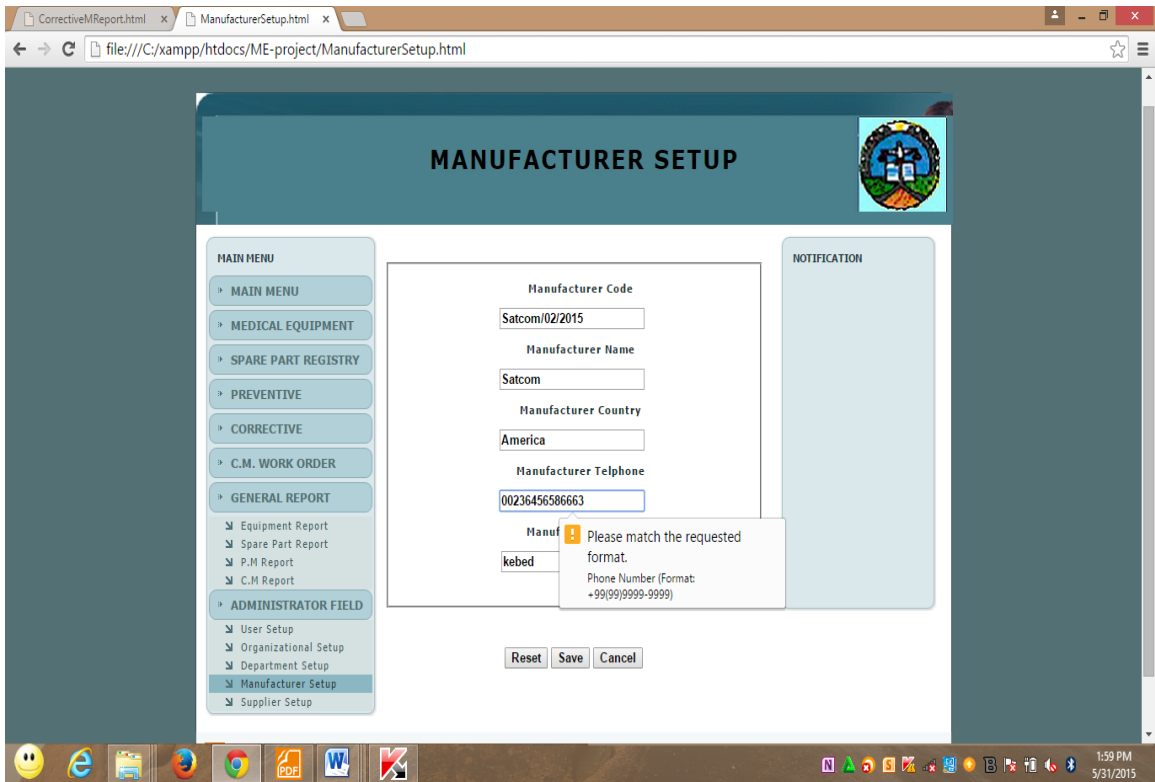 CorrectiveMReport.html
ManufacturerSetup.html
file:///C:/xampp/htdocs/ME-project/ManufacturerSetup.html
MANUFACTURER SETUP
MAIN MENU
MAIN MENU
MEDICAL EQUIPMENT
SPARE PART REGISTRY
PREVENTIVE
CORRECTIVE
C.M. WORK ORDER
GENERAL REPORT
Equipment Report
Spare Part Report
P.M Report
C.M Report
ADMINISTRATOR FIELD
User Setup
Organizational Setup
Department Setup
Manufacturer Setup
Supplier Setup
Manufacturer Code
Satcom/02/2015
Manufacturer Name
Satcom
Manufacturer Country
America
Manufacturer Telphone
00236456586663
Manuf
kebed
Please match the requested
format.
Phone Number (Format:
+99(99)9999-9999)
Reset Save Cancel
NOTIFICATION
PDF
1:59 PM
5/31/2015